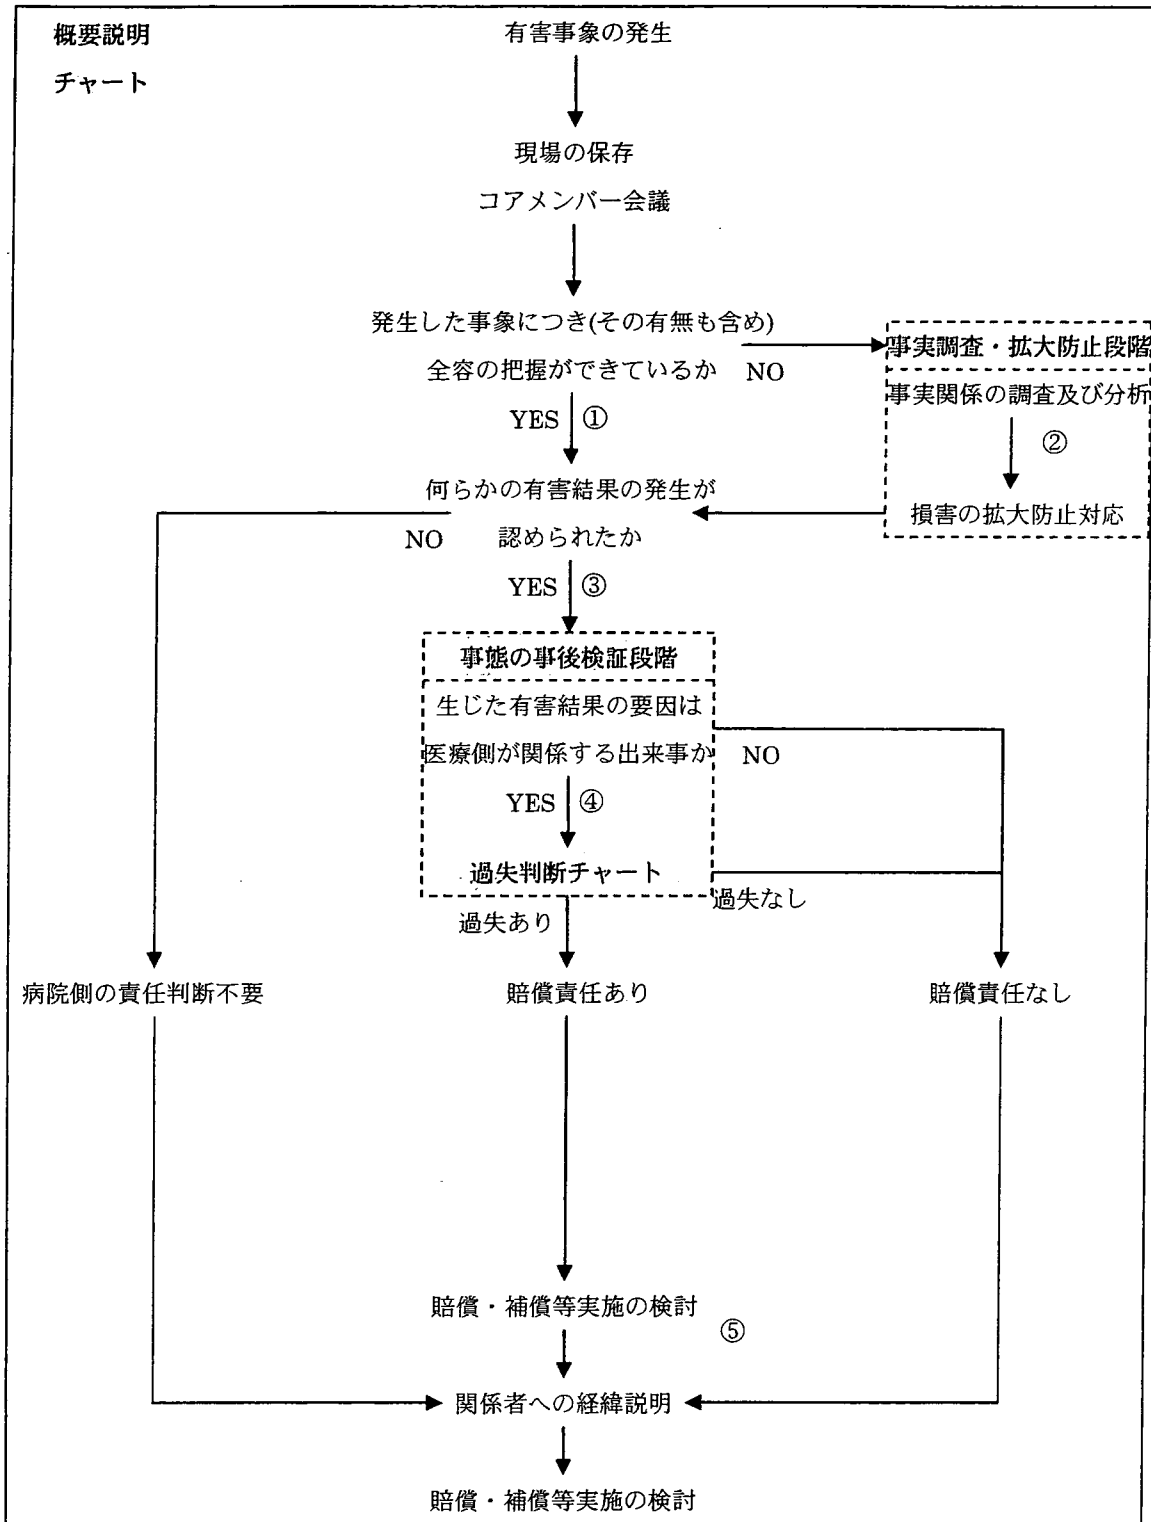 概要説明
チャート
有害事象の発生
現場の保存
コアメンバー会議
発生した事象につき(その有無も含め)
全容の把握ができているか
NO
事実調査・拡大防止段階
事実関係の調査及び分析
②
損害の拡大防止対応
YES ①
何らかの有害結果の発生が
認められたか
NO
YES ③
事態の事後検証段階
生じた有害結果の要因は
医療側が関係する出来事か
NO
YES ④
過失判断チャート
過失なし
過失あり
病院側の責任判断不要
賠償責任あり
賠償責任なし
賠償・補償等実施の検討
⑤
関係者への経緯説明
賠償・補償等実施の検討